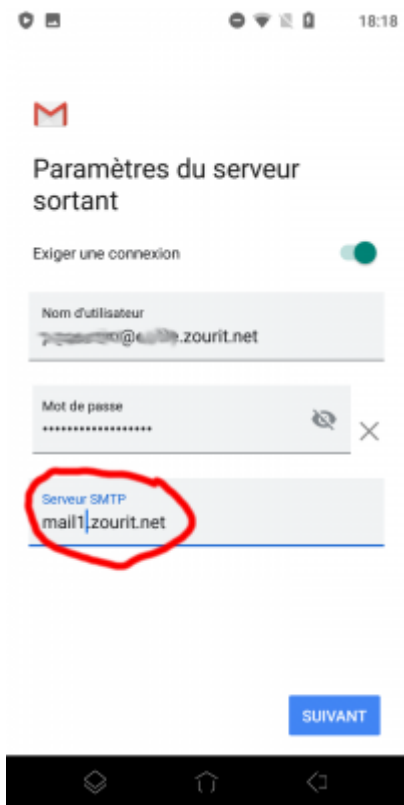 18:18
Paramètres du serveur
sortant
Exiger une connexion
Nom d'utilisateur
.zourit.net
Mot de passe
••••••••••••••••••
Serveur SMTP
mail1.zourit.net
SUIVANT